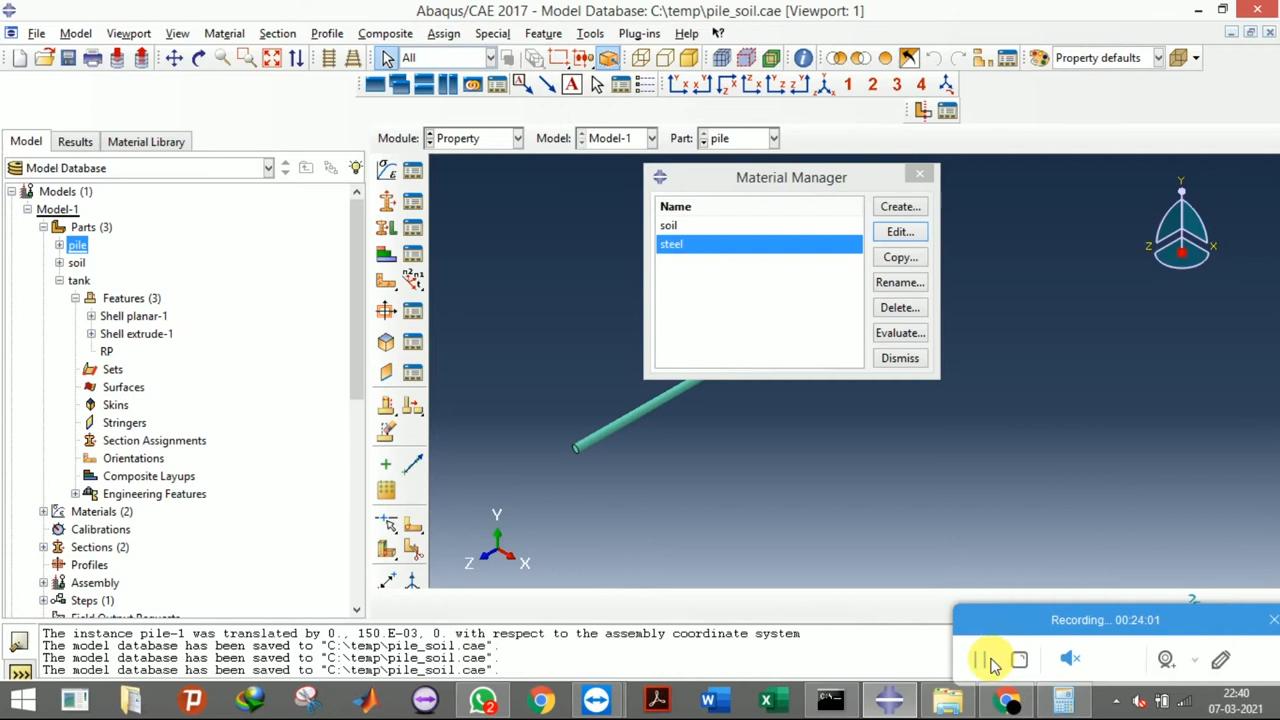 Abaqus/CAE 2017 - Model Database: C:\temp\pile_soil.cae [Viewport: 1]
File Model Viewport View Material Section Profile Composite Assign Special Feature Tools Plug-ins Help
All
Property defaults
1 2 3 4
Model Results Material Library
Module: Property Model: Model-1 Part: pile
Model Database
Models (1)
Model-1
Parts (3)
pile
soil
tank
Features (3)
Shell planar-1
Shell extrude-1
RP
Sets
Surfaces
Skins
Stringers
Section Assignments
Orientations
Composite Layups
Engineering Features
Materials (2)
Calibrations
Sections (2)
Profiles
Assembly
Steps (1)
Field Output Requests
Material Manager
Name
soil
steel
Create...
Edit...
Copy...
Rename...
Delete...
Evaluate...
Dismiss
Y
Z X
Y
Z X
The instance pile-1 was translated by 0., 150.E-03, 0. with respect to the assembly coordinate system
The model database has been saved to "C:\temp\pile_soil.cae".
The model database has been saved to "C:\temp\pile_soil.cae".
The model database has been saved to "C:\temp\pile_soil.cae".
Recording... 00:24:01
2
22:40
07-03-2021